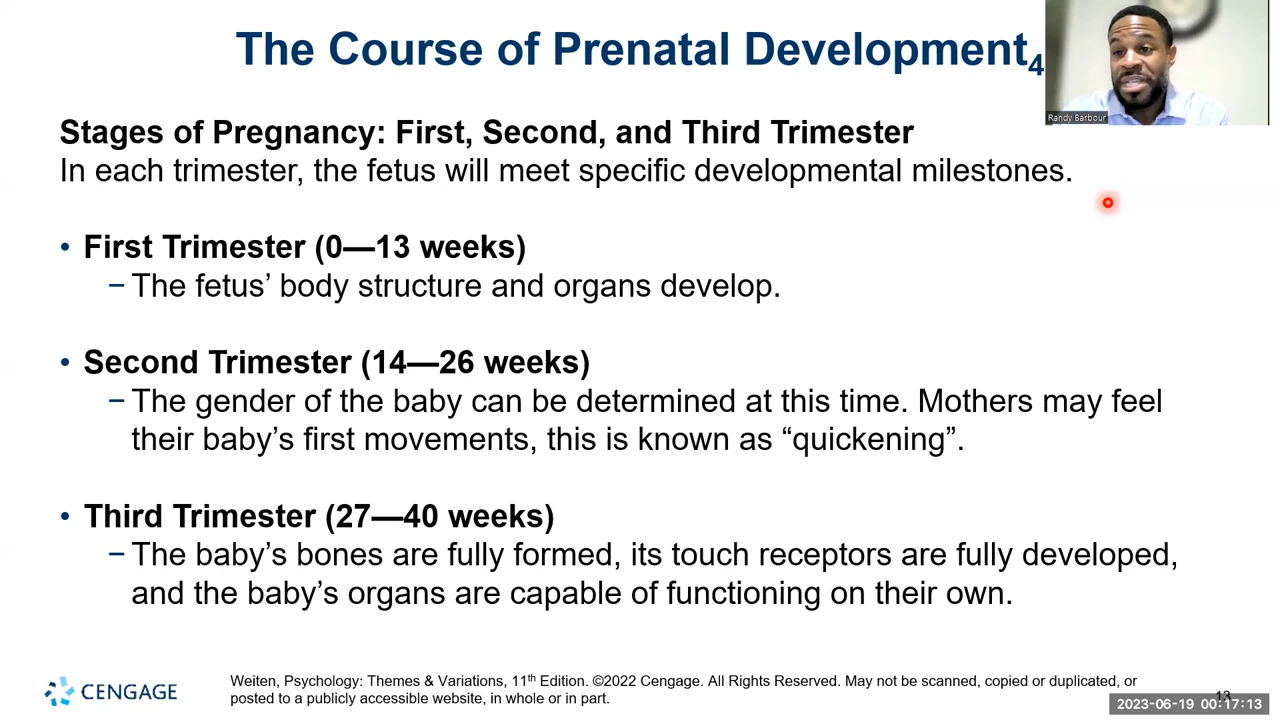 The Course of Prenatal Development4
Randy Barbour
Stages of Pregnancy: First, Second, and Third Trimester
In each trimester, the fetus will meet specific developmental milestones.
• First Trimester (0—13 weeks)
− The fetus’ body structure and organs develop.
• Second Trimester (14—26 weeks)
− The gender of the baby can be determined at this time. Mothers may feel
their baby’s first movements, this is known as “quickening”.
• Third Trimester (27—40 weeks)
− The baby’s bones are fully formed, its touch receptors are fully developed,
and the baby’s organs are capable of functioning on their own.
CENGAGE
Weiten, Psychology: Themes & Variations, 11th Edition. ©2022 Cengage. All Rights Reserved. May not be scanned, copied or duplicated, or
posted to a publicly accessible website, in whole or in part.
13
2023-06-19 00:17:13